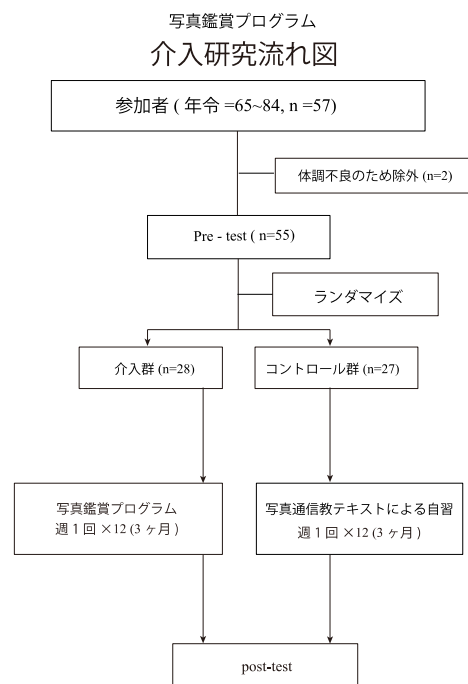 写真鑑賞プログラム
介入研究流れ図
参加者 ( 年令 =65~84, n =57)
体調不良のため除外 (n=2)
Pre - test ( n=55)
ランダマイズ
介入群 (n=28)
コントロール群 (n=27)
写真鑑賞プログラム
週 1 回 ×12 (3 ヶ月 )
写真通信教テキストによる自習
週 1 回 ×12 (3 ヶ月 )
post-test